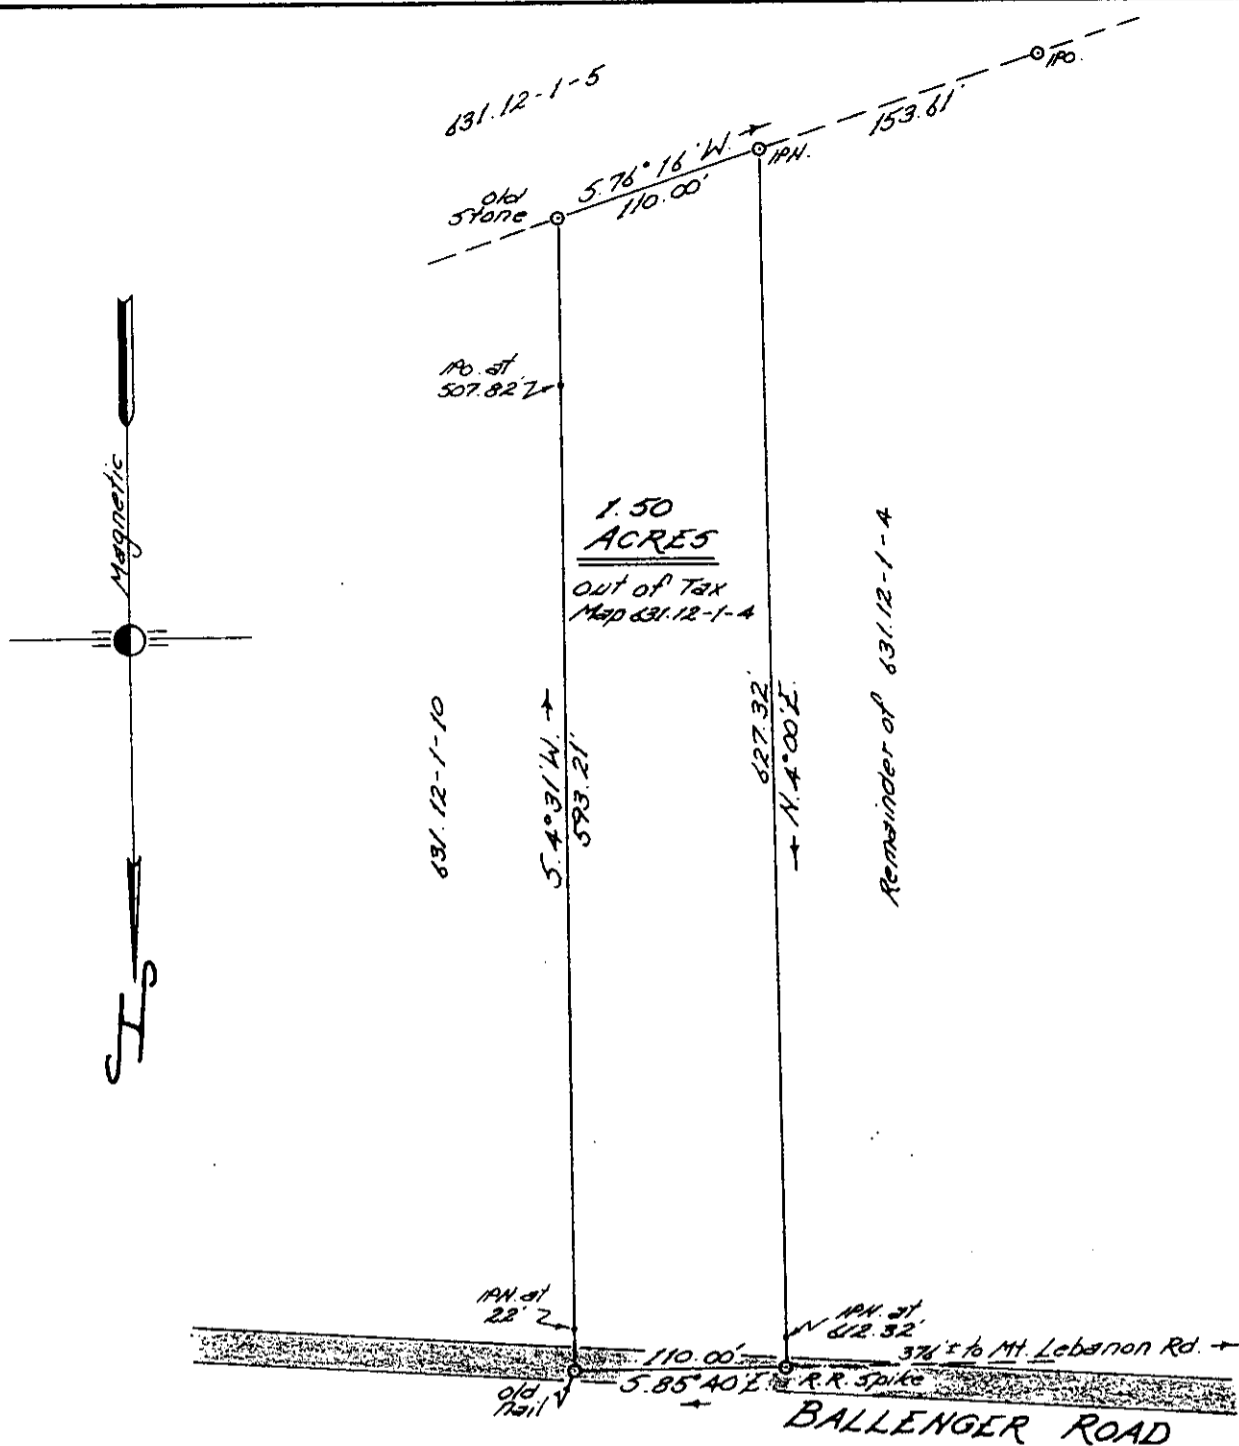 631.12-1-5
IPO.
153.61'
S.76°16'W.
110.00'
IPN.
Old
Stone
IPO. at
507.82'
Magnetic
1.50
ACRES
Out of Tax
Map 631.12-1-4
631.12-1-10
S.4°31'W.
593.21'
627.32'
N.4°00'E.
Remainder of 631.12-1-4
IPN. at
22'
IPN. at
612.32'
376'± to Mt. Lebanon Rd.
110.00'
S.85°40'E.
R.R. Spike
Old
Nail
BALLENGER ROAD